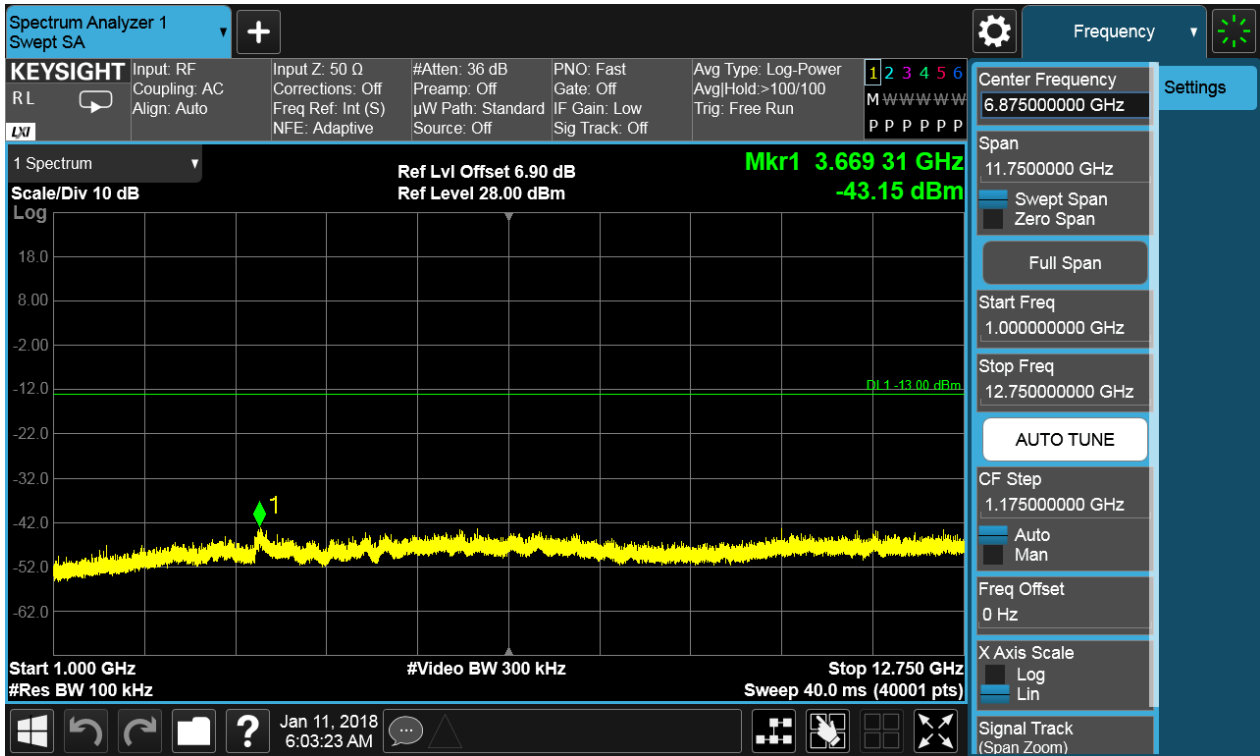 Spectrum Analyzer 1
Swept SA
+
Frequency
KEYSIGHT
RL
LXI
Input: RF
Coupling: AC
Align: Auto
Input Z: 50 Ω
Corrections: Off
Freq Ref: Int (S)
NFE: Adaptive
#Atten: 36 dB
Preamp: Off
µW Path: Standard
Source: Off
PNO: Fast
Gate: Off
IF Gain: Low
Sig Track: Off
Avg Type: Log-Power
Avg|Hold:>100/100
Trig: Free Run
1 2 3 4 5 6
M W W W W W
P P P P P P
1 Spectrum
Scale/Div 10 dB
Log
Ref Lvl Offset 6.90 dB
Ref Level 28.00 dBm
Mkr1 3.669 31 GHz
-43.15 dBm
18.0
8.00
-2.00
-12.0
DL1 -13.00 dBm
-22.0
-32.0
1
-42.0
-52.0
-62.0
Start 1.000 GHz
#Video BW 300 kHz
Stop 12.750 GHz
#Res BW 100 kHz
Sweep 40.0 ms (40001 pts)
Center Frequency
6.875000000 GHz
Settings
Span
11.7500000 GHz
Swept Span
Zero Span
Full Span
Start Freq
1.000000000 GHz
Stop Freq
12.750000000 GHz
AUTO TUNE
CF Step
1.175000000 GHz
Auto
Man
Freq Offset
0 Hz
X Axis Scale
Log
Lin
Signal Track
(Span Zoom)
?
Jan 11, 2018
6:03:23 AM